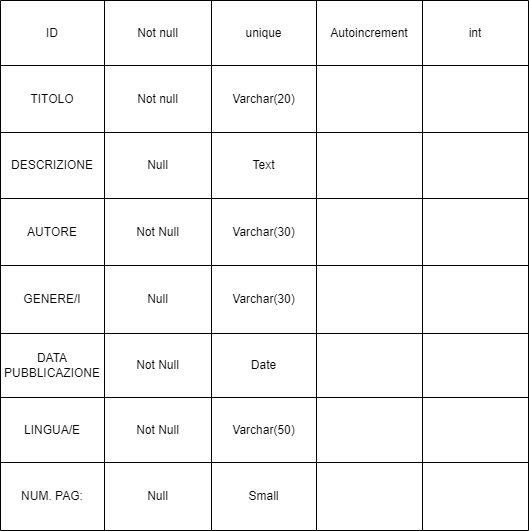 ID Not null unique Autoincrement int
TITOLO Not null Varchar(20)
DESCRIZIONE Null Text
AUTORE Not Null Varchar(30)
GENERE/I Null Varchar(30)
DATA
PUBBLICAZIONE Not Null Date
LINGUA/E Not Null Varchar(50)
NUM. PAG: Null Small